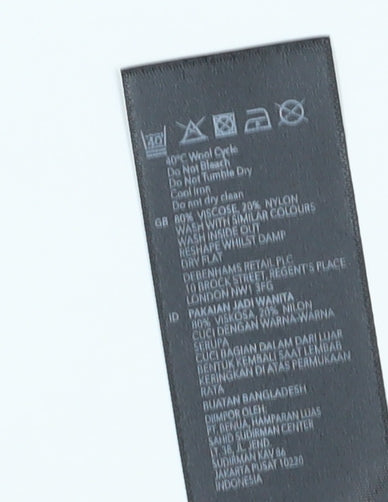 40
40°C Wool Cycle
Do Not Bleach
Do Not Tumble Dry
Cool Iron
Do not dry clean
GB 80% VISCOSE, 20% NYLON
WASH WITH SIMILAR COLOURS
WASH INSIDE OUT
RESHAPE WHILST DAMP
DRY FLAT
DEBENHAMS RETAIL PLC
10 BROCK STREET, REGENT'S PLACE
LONDON NW1 3FG
ID PAKAIAN JADI WANITA
80% VISCOSA, 20% NILON
CUCI DENGAN WARNA-WARNA
SERUPA
CUCI BAGIAN DALAM DARI LUAR
BENTUK KEMBALI SAAT LEMBAB
KERINGKAN DI ATAS PERMUKAAN
RATA
BUATAN BANGLADESH
DIIMPOR OLEH:
PT. BENUA, HAMPARAN LUAS
SAHID SUDIRMAN CENTER
LT. 38, JL. JEND.
SUDIRMAN KAV 86
JAKARTA PUSAT 10220
INDONESIA